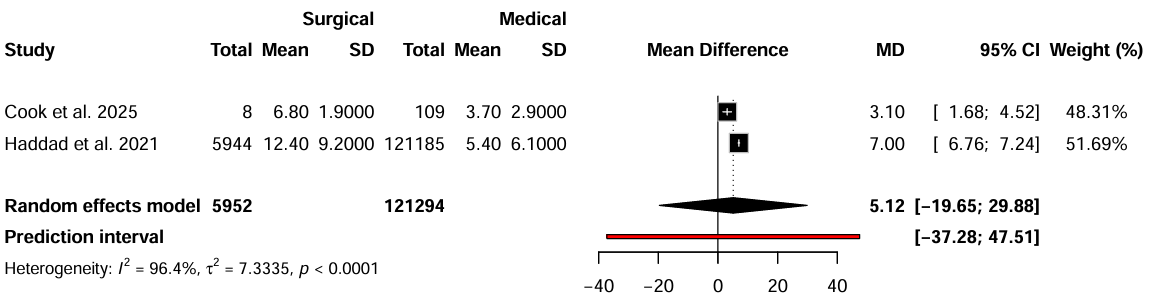 Surgical Medical
Study Total Mean SD Total Mean SD Mean Difference MD 95% CI Weight (%)
Cook et al. 2025 8 6.80 1.9000 109 3.70 2.9000 3.10 [ 1.68; 4.52] 48.31%
Haddad et al. 2021 5944 12.40 9.2000 121185 5.40 6.1000 7.00 [ 6.76; 7.24] 51.69%
Random effects model 5952 121294 5.12 [−19.65; 29.88]
Prediction interval [−37.28; 47.51]
Heterogeneity: I² = 96.4%, τ² = 7.3335, p < 0.0001
−40 −20 0 20 40